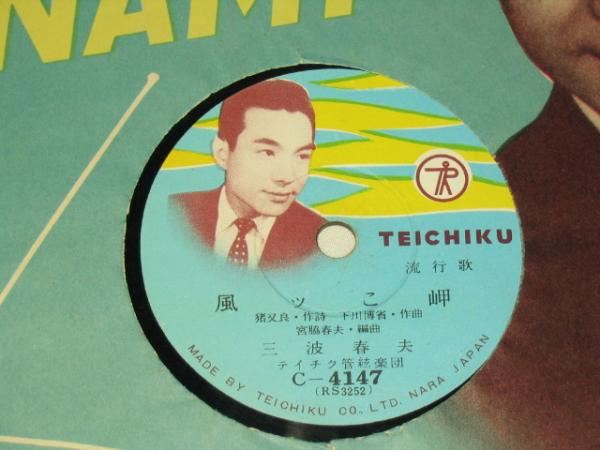 NAMI
TEICHIKU
流行歌
風ッこ岬
猪又良・作詩 下川博省・作曲
宮脇春夫・編曲
三波春夫
テイチク管絃楽団
C-4147
(RS3252)
MADE BY TEICHIKU CO., LTD. NARA JAPAN